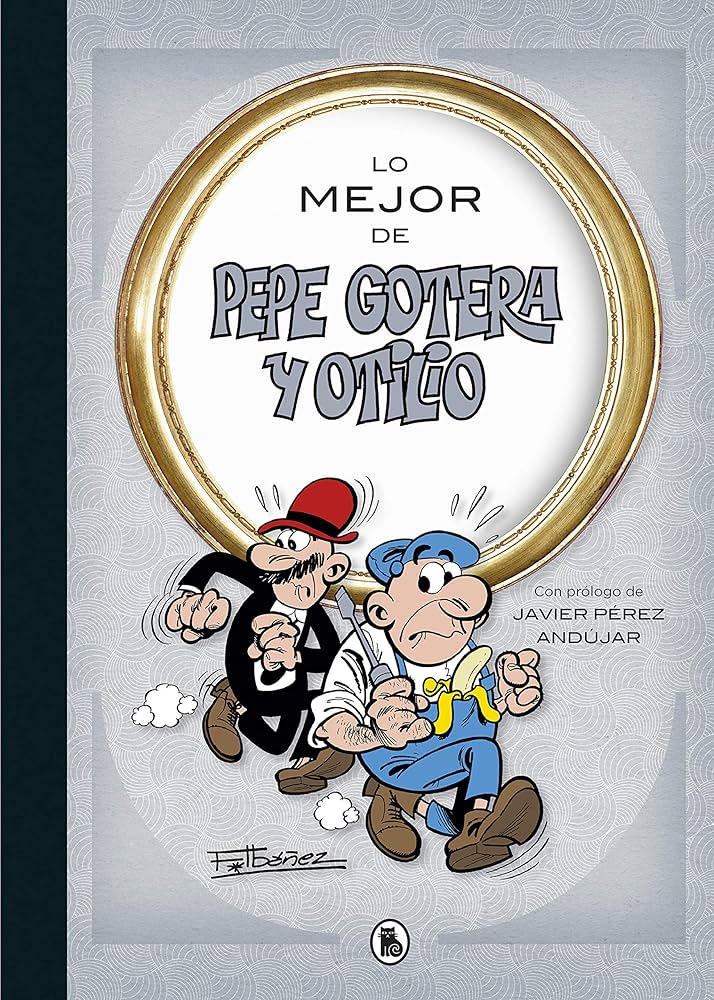 LO
MEJOR
DE
PEPE GOTERA
Y OTILIO
Con prólogo de
JAVIER PÉREZ
ANDÚJAR
F. Ibáñez